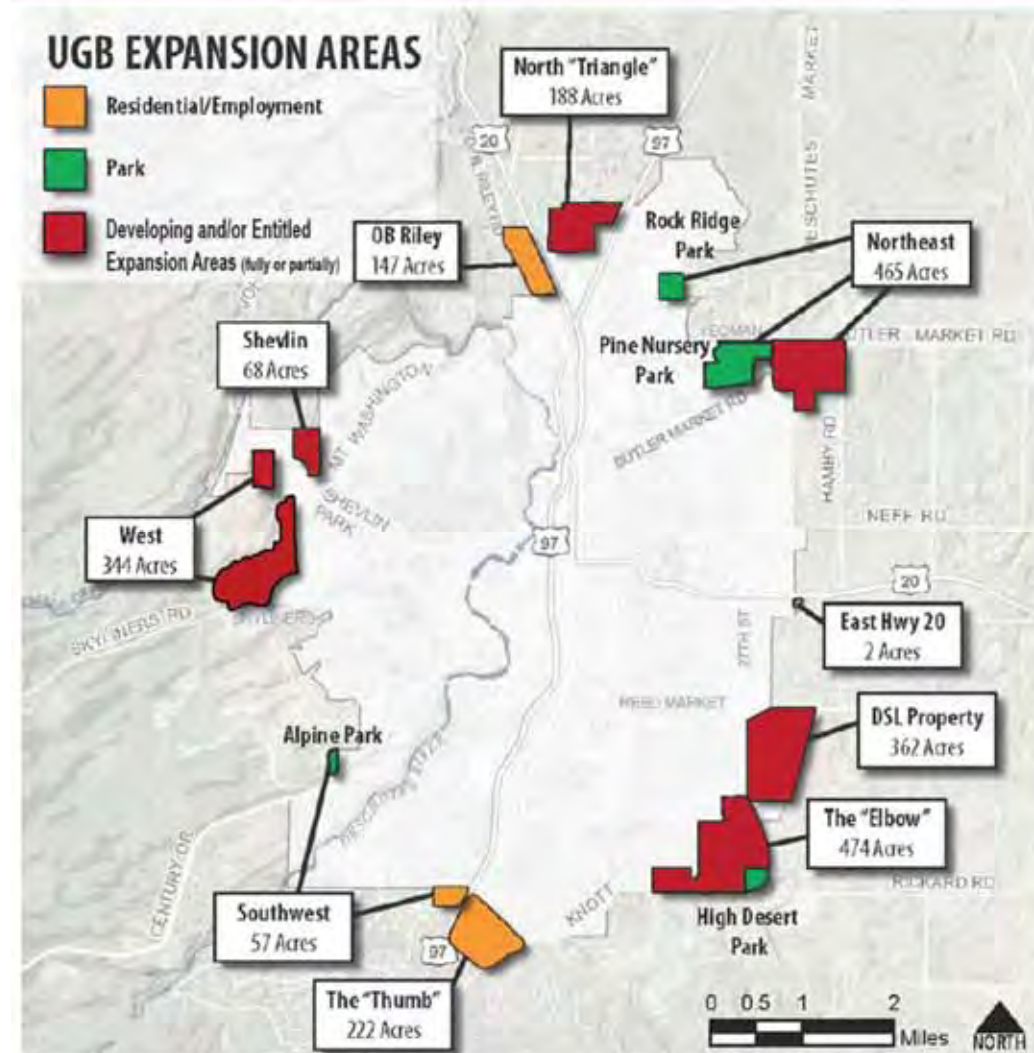 UGB EXPANSION AREAS
Residential/Employment
Park
Developing and/or Entitled
Expansion Areas (fully or partially)
North "Triangle"
188 Acres
20
97
MARKET
OB Riley
147 Acres
Rock Ridge
Park
Northeast
465 Acres
Shevlin
68 Acres
Pine Nursery
Park
YEOMAN
BUTLER MARKET RD
MT WASHINGTON
HAMBY RD
SHEVLIN
PARK
NEFF RD
West
344 Acres
97
20
SKYLINERS RD
SKYLINERS
East Hwy 20
2 Acres
27TH ST
REED MARKET
DSL Property
362 Acres
Alpine Park
The "Elbow"
474 Acres
CENTURY DR
RICKARD RD
KNOTT
High Desert
Park
Southwest
57 Acres
97
The "Thumb"
222 Acres
0 0.5 1 2
Miles
NORTH